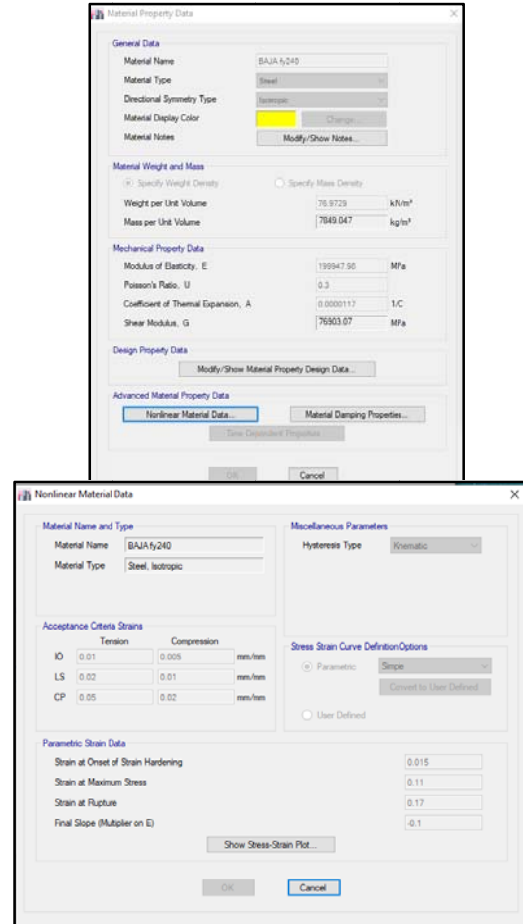 Material Property Data
General Data
Material Name BAJA fy240
Material Type Steel
Directional Symmetry Type Isotropic
Material Display Color Change...
Material Notes Modify/Show Notes...
Material Weight and Mass
Specify Weight Density Specify Mass Density
Weight per Unit Volume 76.9729 kN/m³
Mass per Unit Volume 7849.047 kg/m³
Mechanical Property Data
Modulus of Elasticity, E 199947.98 MPa
Poisson's Ratio, U 0.3
Coefficient of Thermal Expansion, A 0.0000117 1/C
Shear Modulus, G 76903.07 MPa
Design Property Data
Modify/Show Material Property Design Data...
Advanced Material Property Data
Nonlinear Material Data... Material Damping Properties...
Time Dependent Properties...
OK Cancel
Nonlinear Material Data
Material Name and Type
Material Name BAJA fy240
Material Type Steel, Isotropic
Miscellaneous Parameters
Hysteresis Type Kinematic
Acceptance Criteria Strains
Tension Compression
IO 0.01 0.005 mm/mm
LS 0.02 0.01 mm/mm
CP 0.05 0.02 mm/mm
Stress Strain Curve Definition Options
Parametric Simple
Convert to User Defined
User Defined
Parametric Strain Data
Strain at Onset of Strain Hardening 0.015
Strain at Maximum Stress 0.11
Strain at Rupture 0.17
Final Slope (Multiplier on E) -0.1
Show Stress-Strain Plot...
OK Cancel